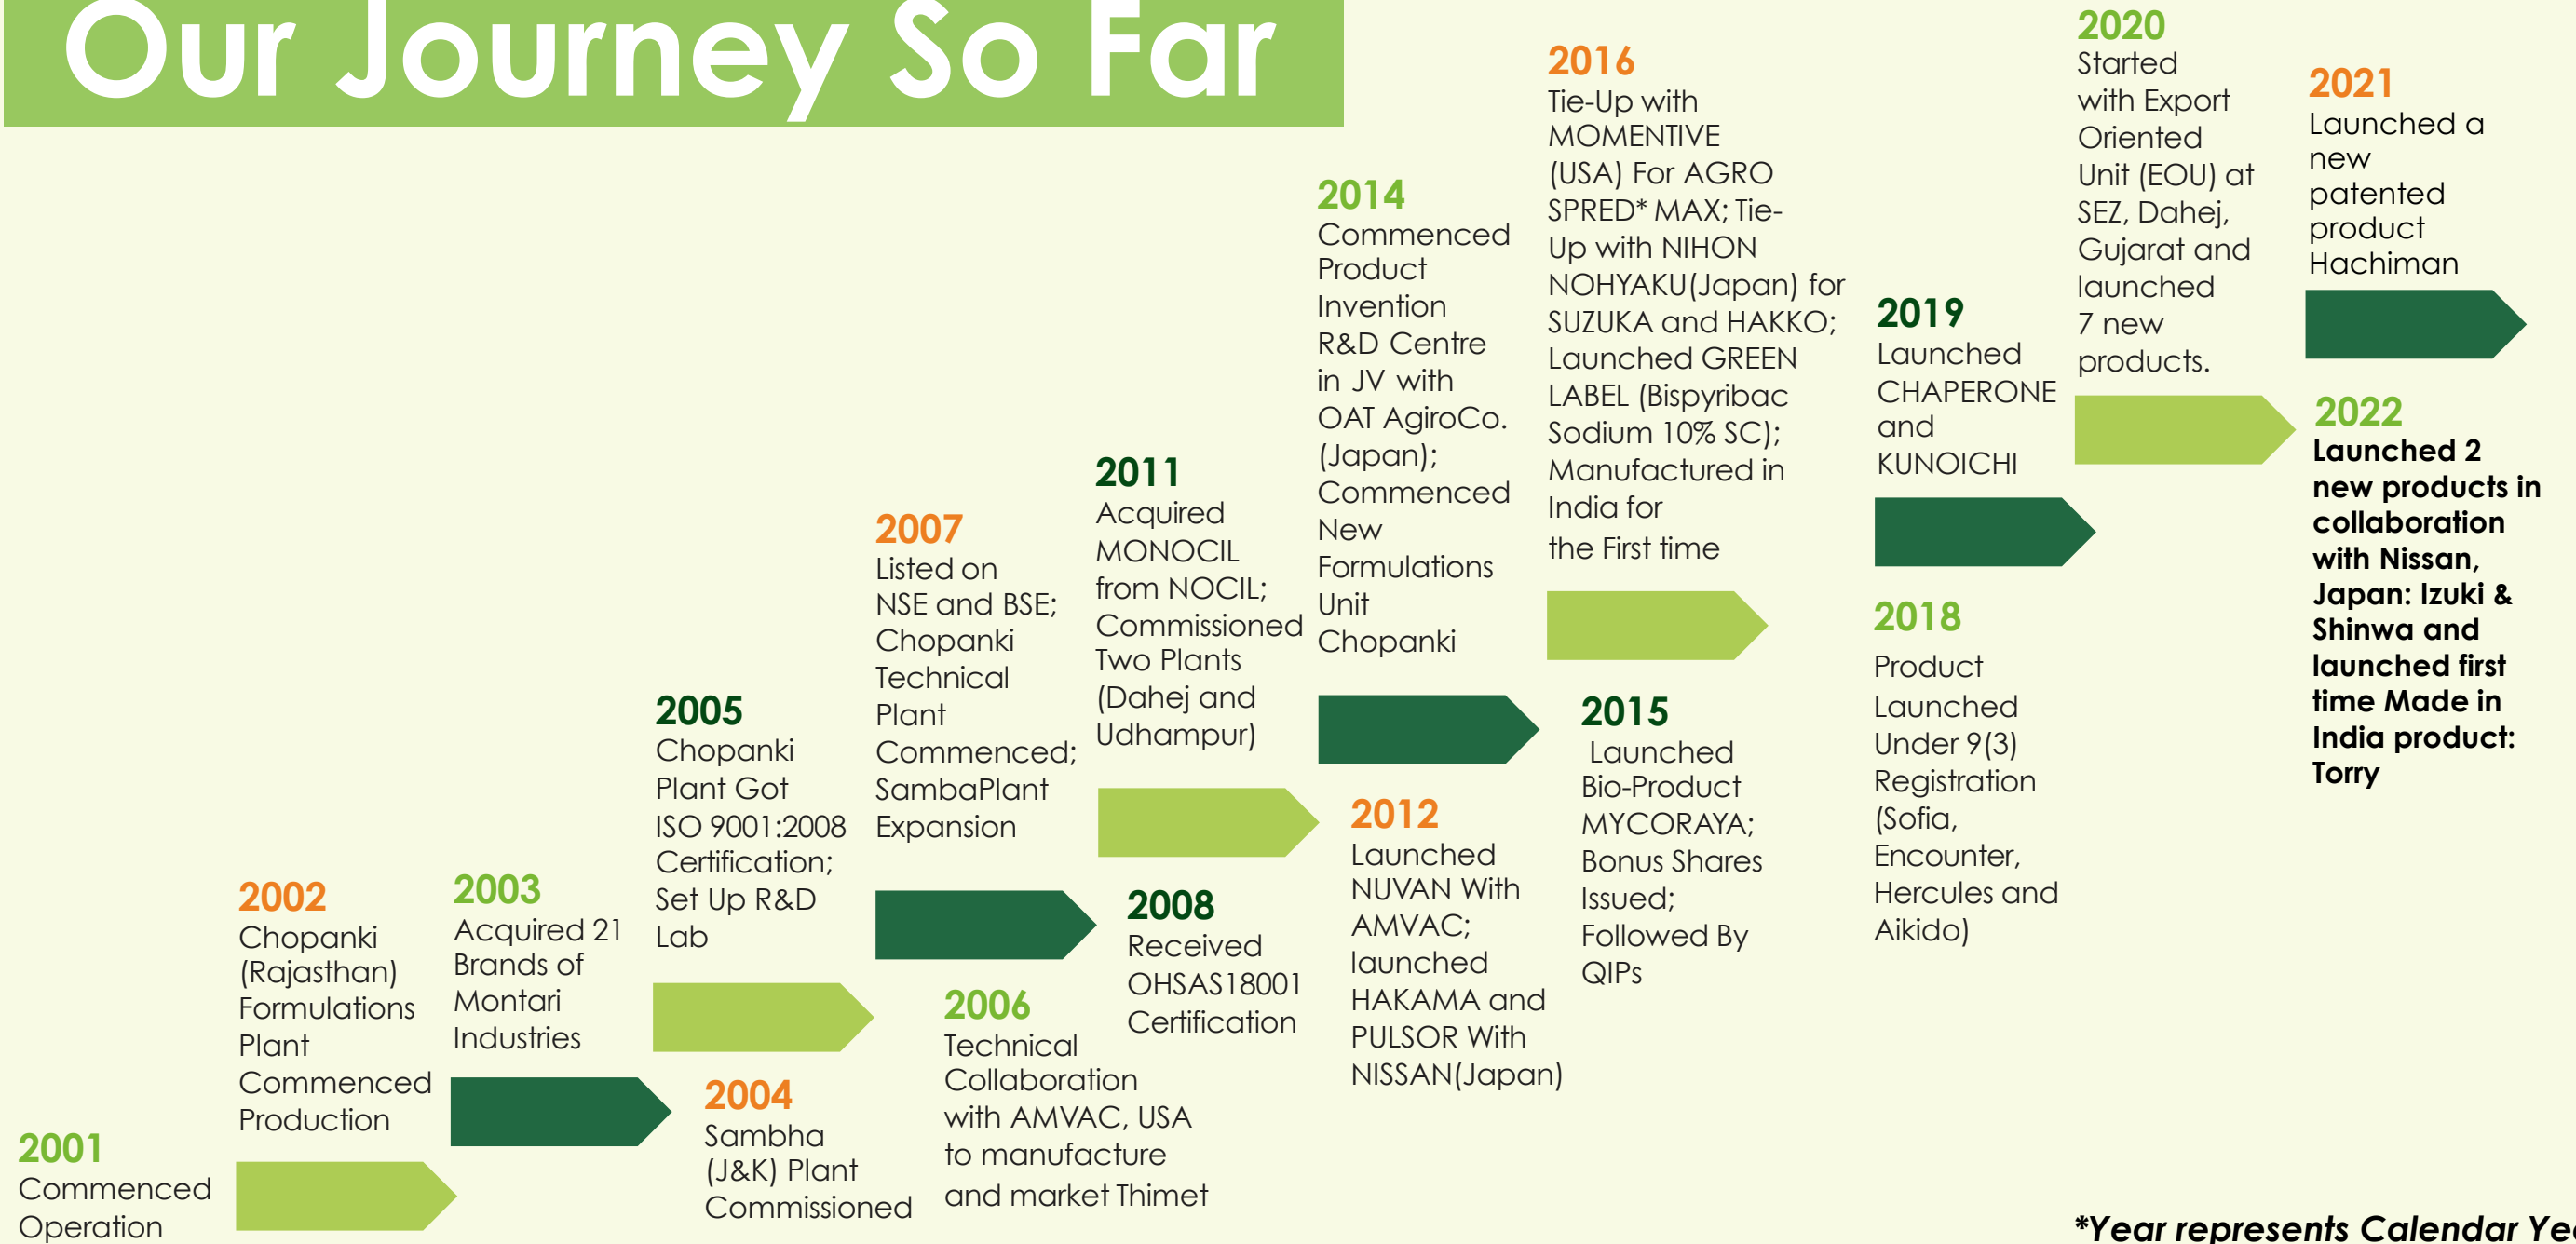 Our Journey So Far
2001
Commenced
Operation
2002
Chopanki
(Rajasthan)
Formulations
Plant
Commenced
Production
2003
Acquired 21
Brands of
Montari
Industries
2004
Sambha
(J&K) Plant
Commissioned
2005
Chopanki
Plant Got
ISO 9001:2008
Certification;
Set Up R&D
Lab
2006
Technical
Collaboration
with AMVAC, USA
to manufacture
and market Thimet
2007
Listed on
NSE and BSE;
Chopanki
Technical
Plant
Commenced;
SambaPlant
Expansion
2008
Received
OHSAS18001
Certification
2011
Acquired
MONOCIL
from NOCIL;
Commissioned
Two Plants
(Dahej and
Udhampur)
2012
Launched
NUVAN With
AMVAC;
launched
HAKAMA and
PULSOR With
NISSAN(Japan)
2014
Commenced
Product
Invention
R&D Centre
in JV with
OAT AgiroCo.
(Japan);
Commenced
New
Formulations
Unit
Chopanki
2015
Launched
Bio-Product
MYCORAYA;
Bonus Shares
Issued;
Followed By
QIPs
2016
Tie-Up with
MOMENTIVE
(USA) For AGRO
SPRED* MAX; Tie-
Up with NIHON
NOHYAKU(Japan) for
SUZUKA and HAKKO;
Launched GREEN
LABEL (Bispyribac
Sodium 10% SC);
Manufactured in
India for
the First time
2018
Product
Launched
Under 9(3)
Registration
(Sofia,
Encounter,
Hercules and
Aikido)
2019
Launched
CHAPERONE
and
KUNOICHI
2020
Started
with Export
Oriented
Unit (EOU) at
SEZ, Dahej,
Gujarat and
launched
7 new
products.
2021
Launched a
new
patented
product
Hachiman
2022
Launched 2
new products in
collaboration
with Nissan,
Japan: Izuki &
Shinwa and
launched first
time Made in
India product:
Torry
*Year represents Calendar